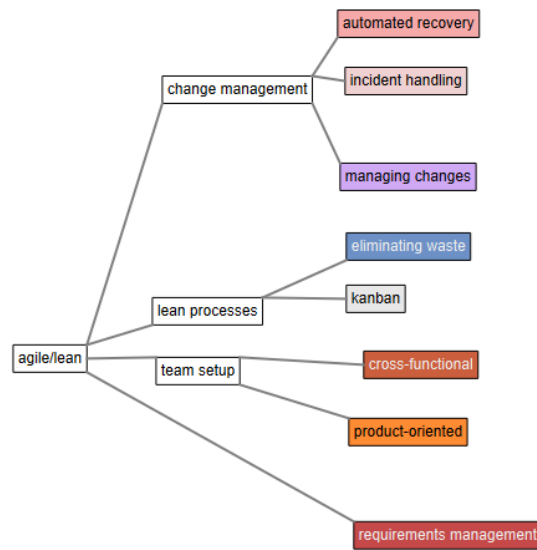 automated recovery
incident handling
change management
managing changes
eliminating waste
kanban
lean processes
agile/lean
team setup
cross-functional
product-oriented
requirements management